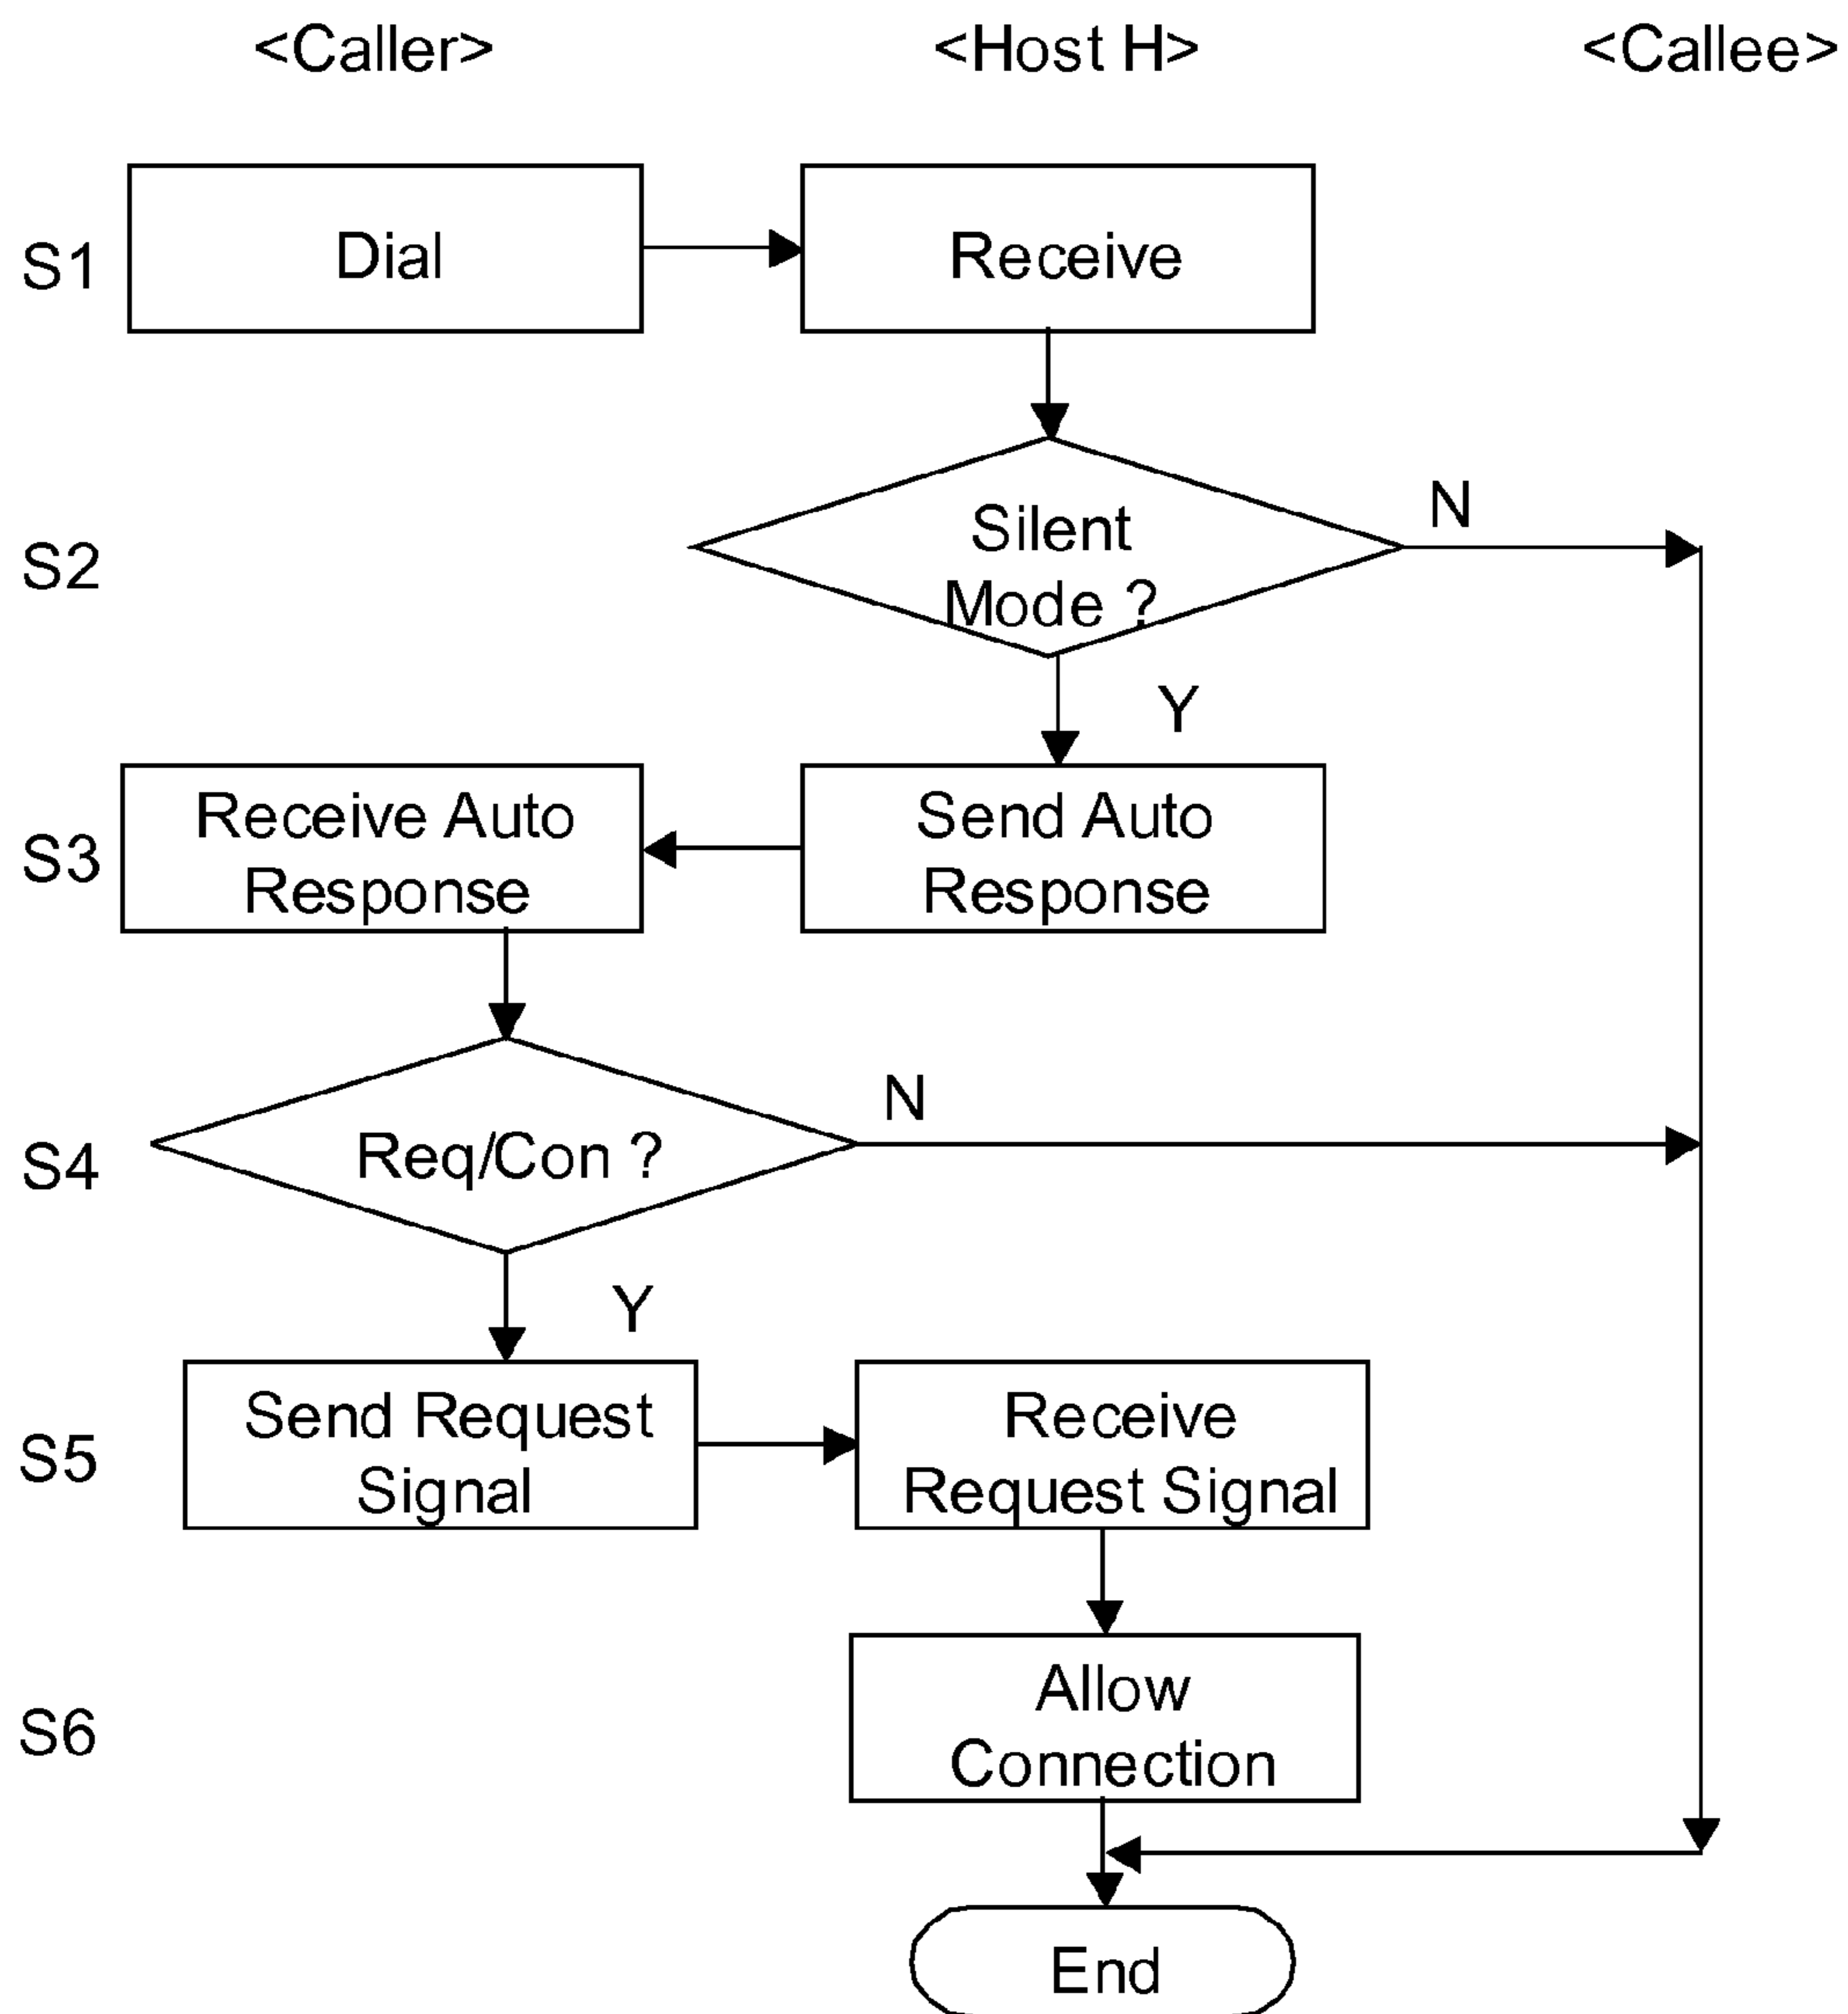 <Caller> <Host H> <Callee>
S1 Dial Receive
S2 Silent
Mode ?
N
Y
S3 Receive Auto
Response
Send Auto
Response
S4 Req/Con ?
N
Y
S5 Send Request
Signal
Receive
Request Signal
S6 Allow
Connection
End